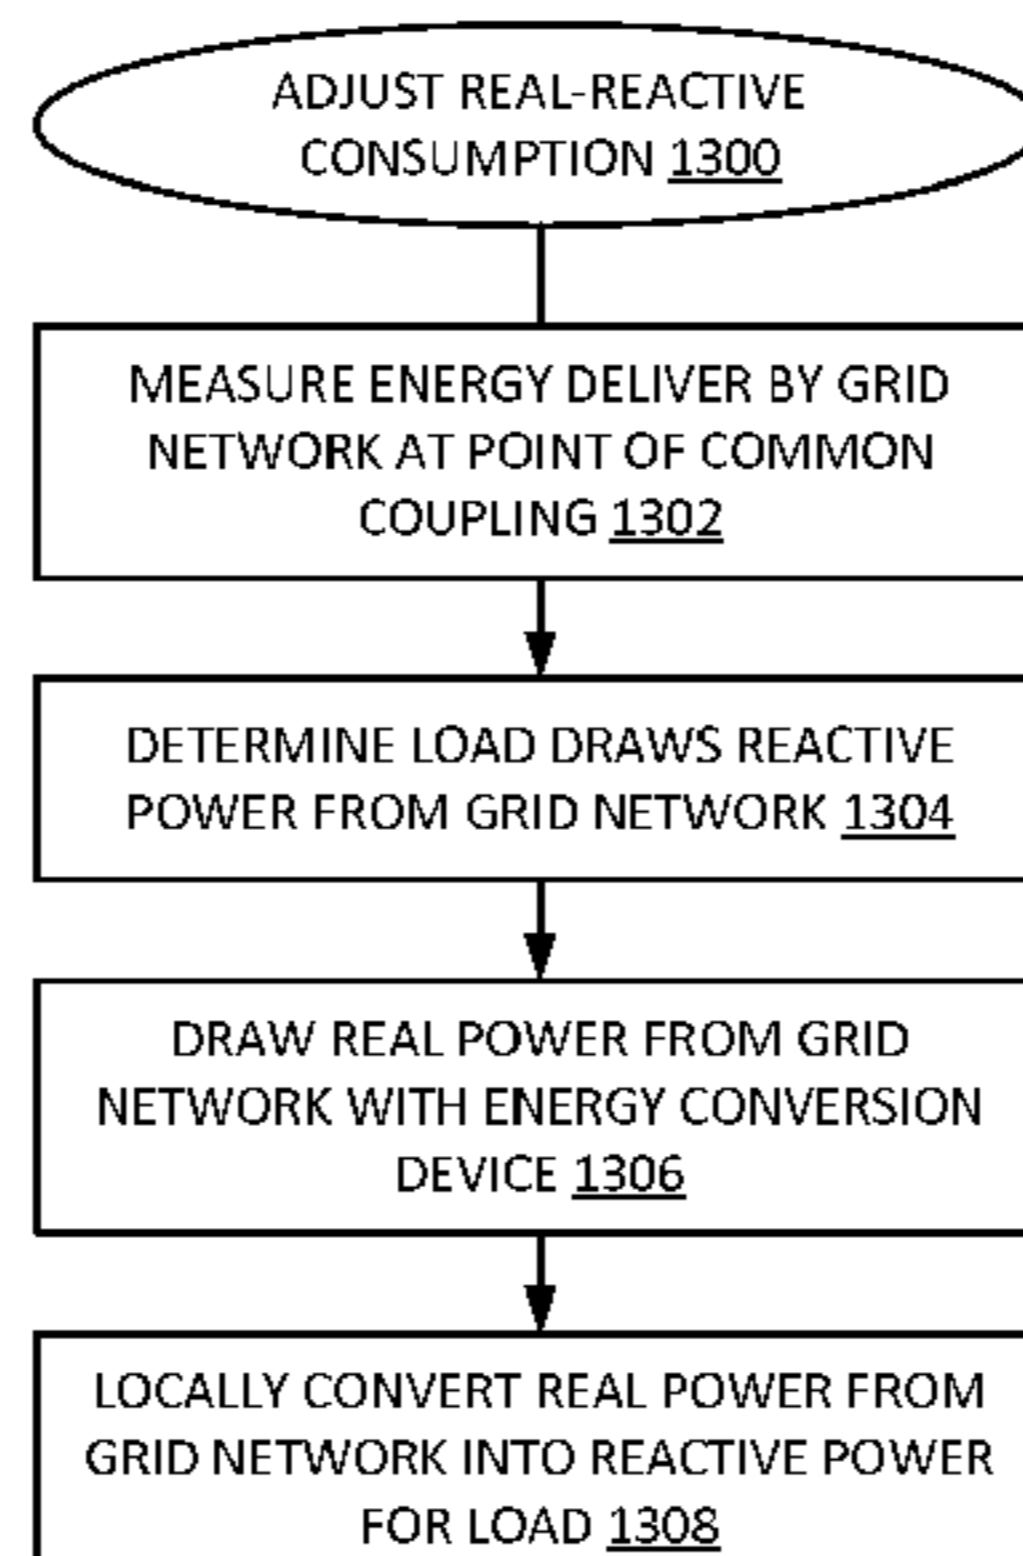 ADJUST REAL-REACTIVE
CONSUMPTION 1300
MEASURE ENERGY DELIVER BY GRID
NETWORK AT POINT OF COMMON
COUPLING 1302
DETERMINE LOAD DRAWS REACTIVE
POWER FROM GRID NETWORK 1304
DRAW REAL POWER FROM GRID
NETWORK WITH ENERGY CONVERSION
DEVICE 1306
LOCALLY CONVERT REAL POWER FROM
GRID NETWORK INTO REACTIVE POWER
FOR LOAD 1308